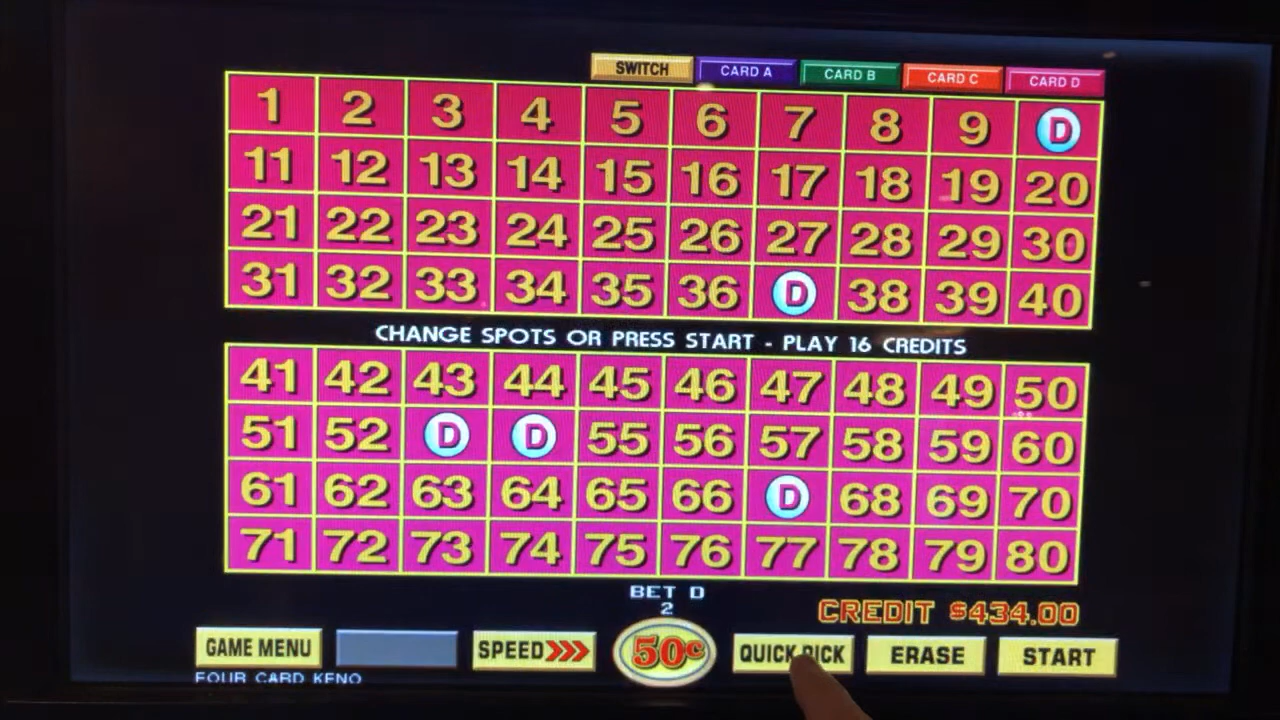 SWITCH CARD A CARD B CARD C CARD D
1 2 3 4 5 6 7 8 9 D
11 12 13 14 15 16 17 18 19 20
21 22 23 24 25 26 27 28 29 30
31 32 33 34 35 36 D 38 39 40
CHANGE SPOTS OR PRESS START - PLAY 16 CREDITS
41 42 43 44 45 46 47 48 49 50
51 52 D D 55 56 57 58 59 60
61 62 63 64 65 66 D 68 69 70
71 72 73 74 75 76 77 78 79 80
BET D
2
CREDIT $434.00
GAME MENU SPEED>>> 50¢ QUICK PICK ERASE START
FOUR CARD KENO